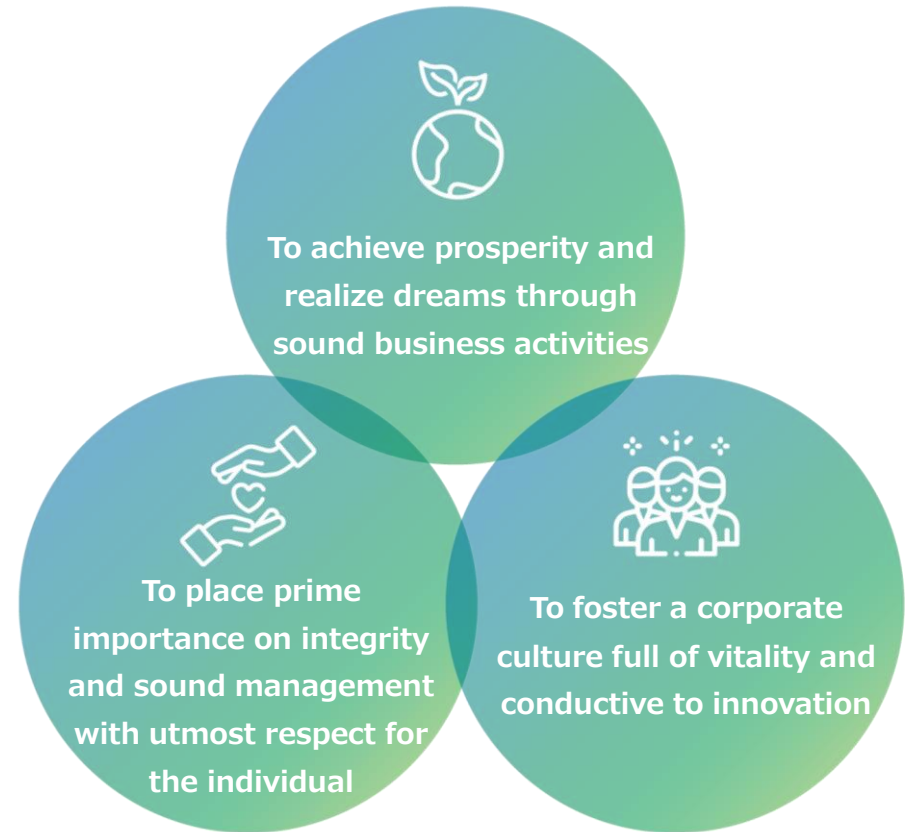 To achieve prosperity and
realize dreams through
sound business activities
To place prime
importance on integrity
and sound management
with utmost respect for
the individual
To foster a corporate
culture full of vitality and
conductive to innovation